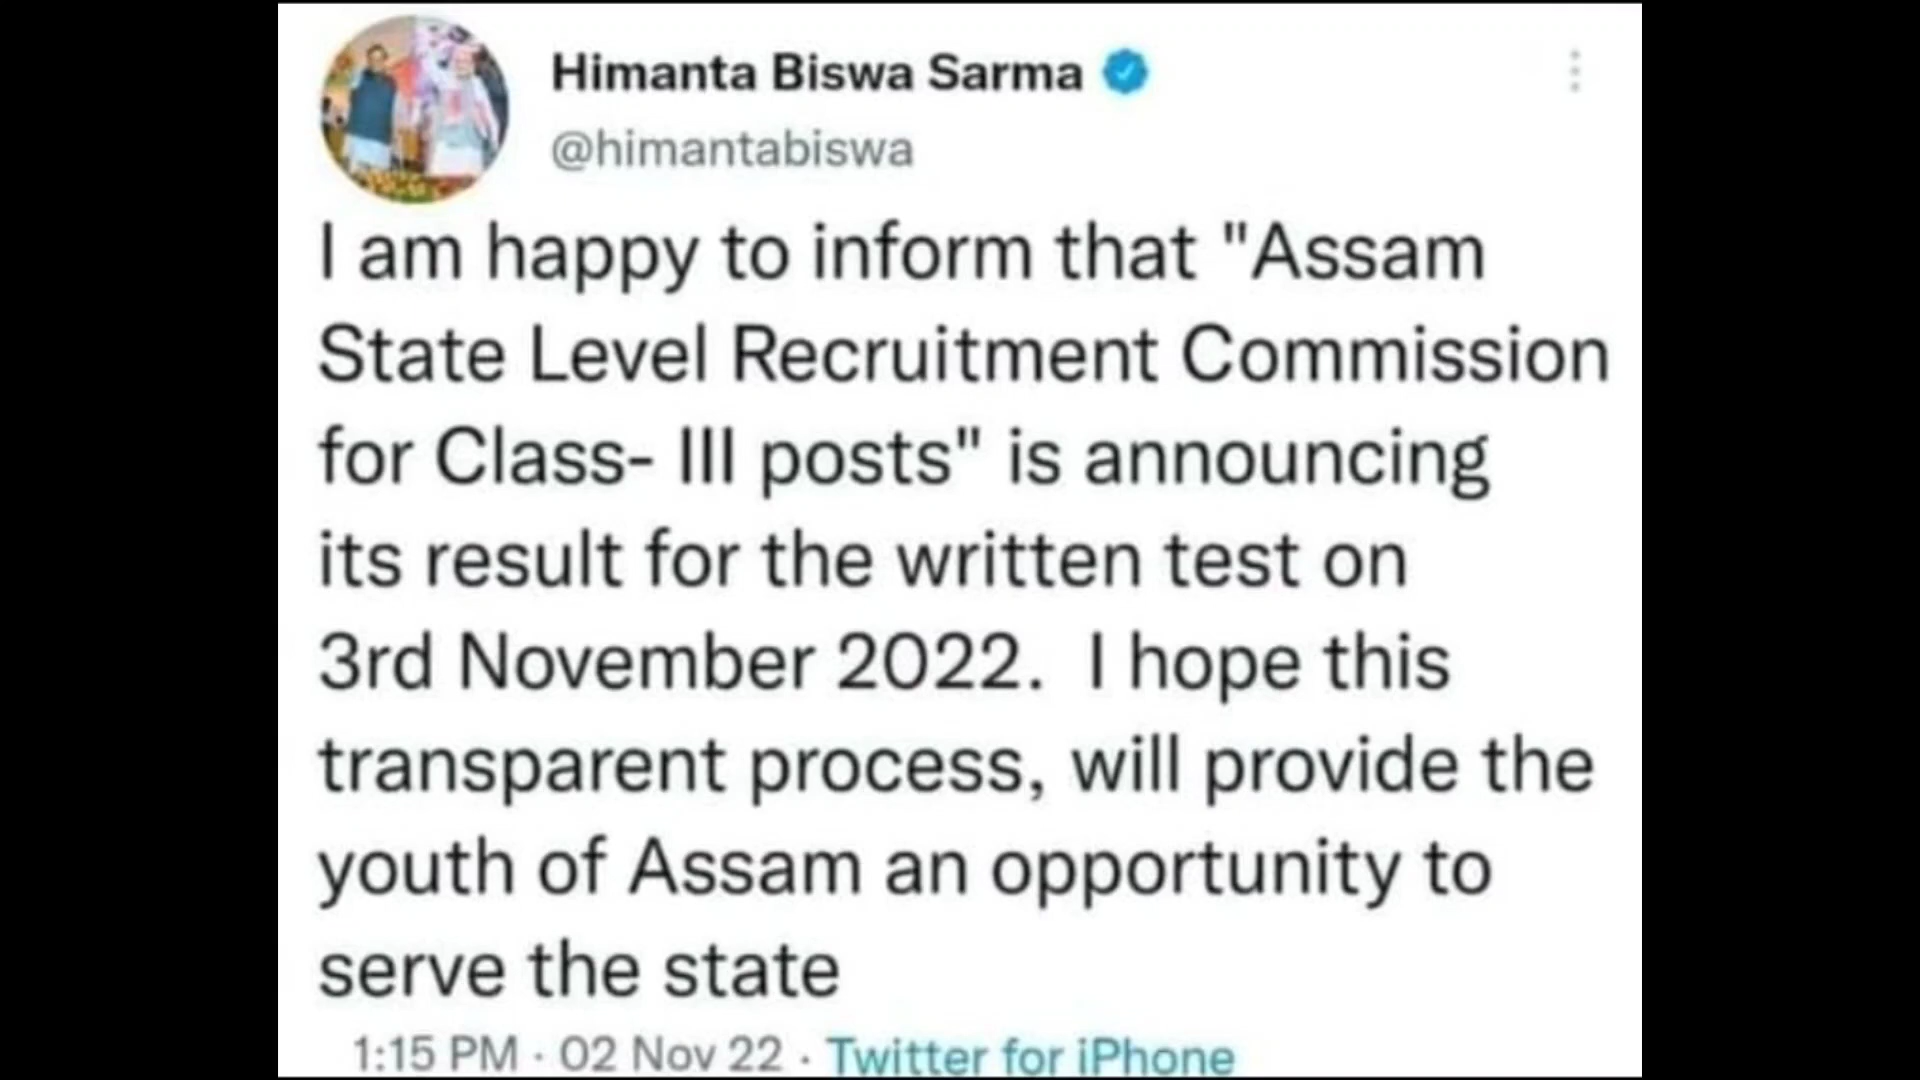 Himanta Biswa Sarma
@himantabiswa
I am happy to inform that "Assam
State Level Recruitment Commission
for Class- III posts" is announcing
its result for the written test on
3rd November 2022.  I hope this
transparent process, will provide the
youth of Assam an opportunity to
serve the state
1:15 PM · 02 Nov 22 · Twitter for iPhone